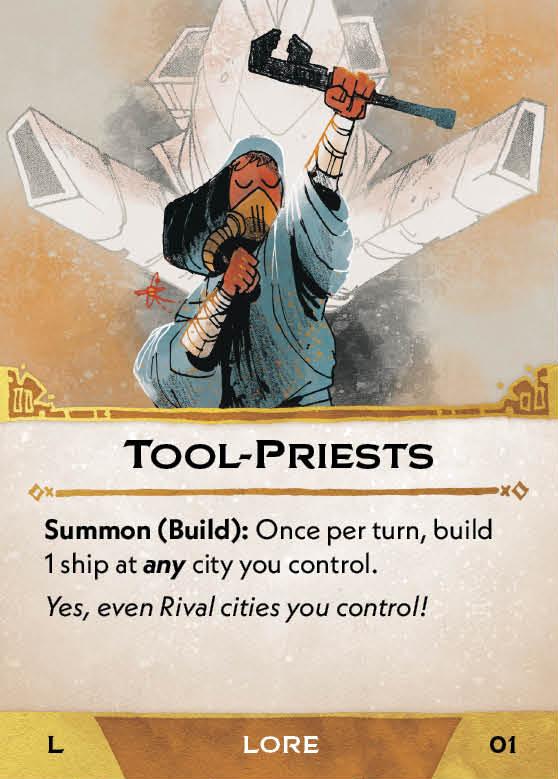 TOOL-PRIESTS
Summon (Build): Once per turn, build
1 ship at any city you control.
Yes, even Rival cities you control!
L LORE 01